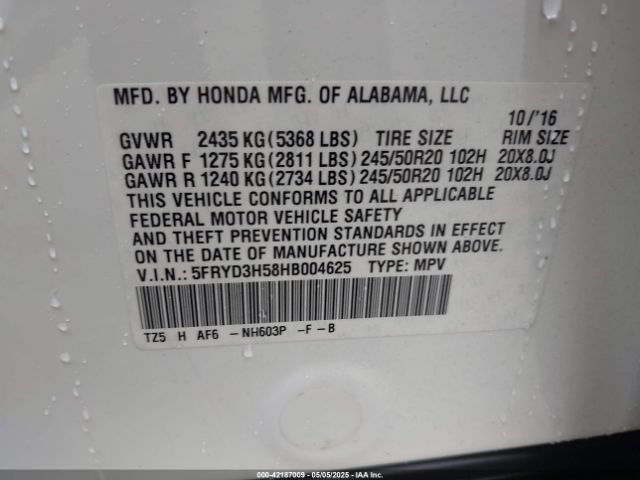 MFD. BY HONDA MFG. OF ALABAMA, LLC
10/'16
GVWR 2435 KG(5368 LBS) TIRE SIZE RIM SIZE
GAWR F 1275 KG(2811 LBS) 245/50R20 102H 20X8.0J
GAWR R 1240 KG(2734 LBS) 245/50R20 102H 20X8.0J
THIS VEHICLE CONFORMS TO ALL APPLICABLE
FEDERAL MOTOR VEHICLE SAFETY
AND THEFT PREVENTION STANDARDS IN EFFECT
ON THE DATE OF MANUFACTURE SHOWN ABOVE.
V.I.N.: 5FRYD3H58HB004625 TYPE: MPV
TZ5 H AF6 -NH603P -F-B
000-42187009 - 05/05/2025 - IAA Inc.